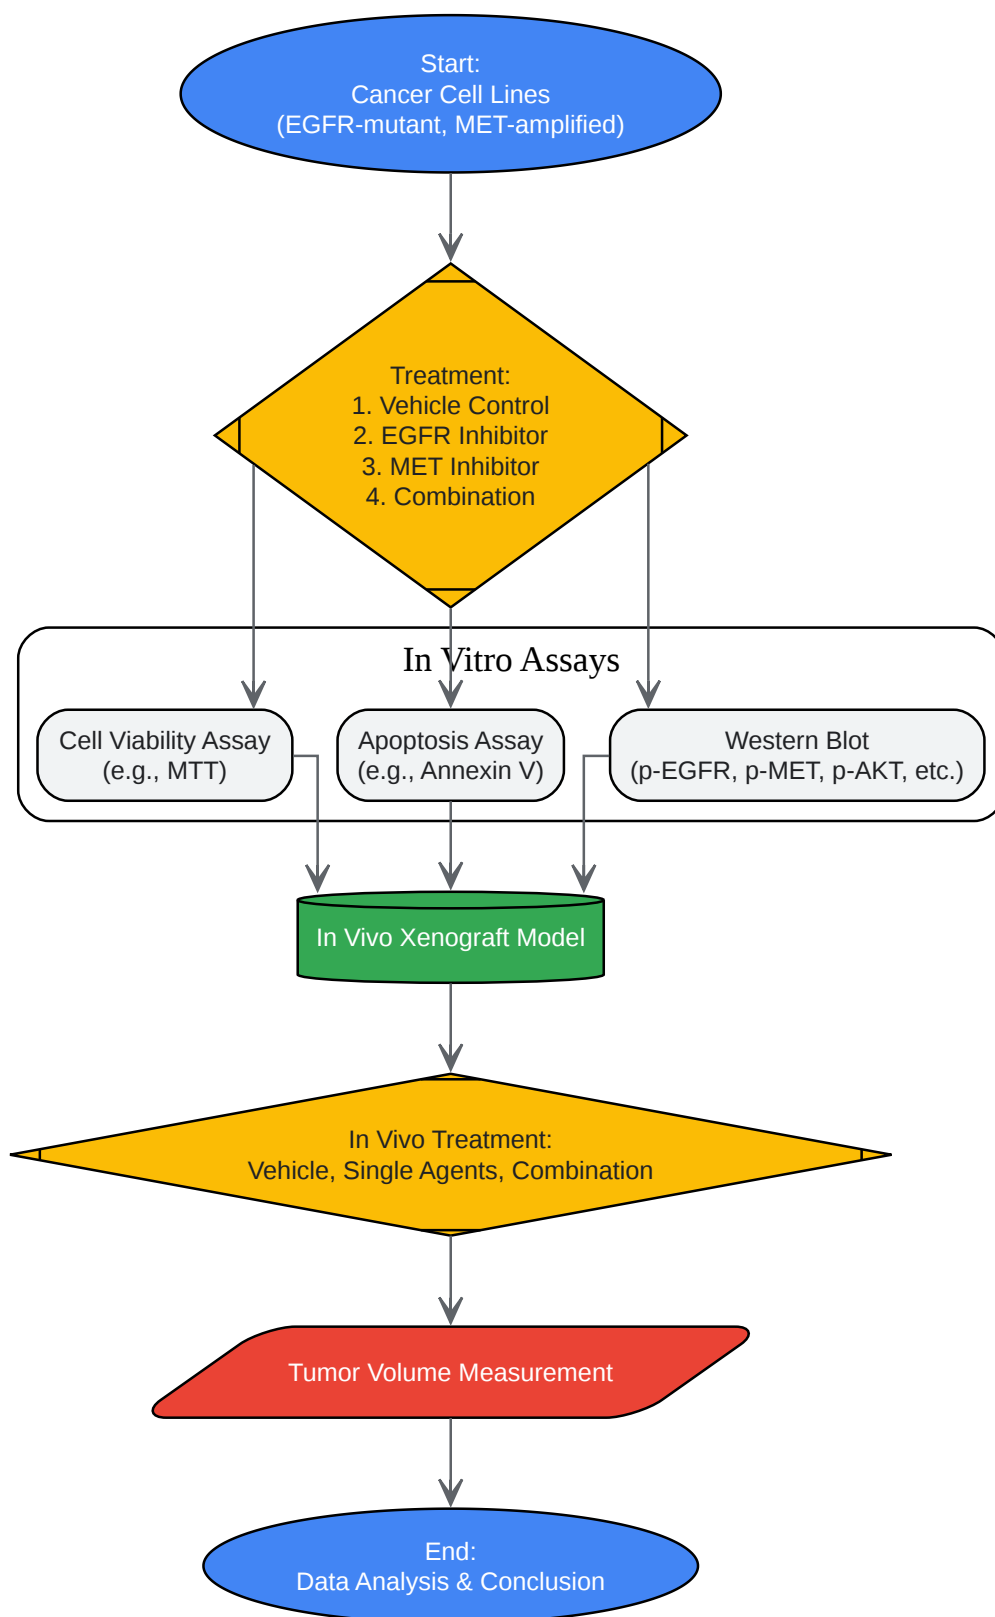 Start:
Cancer Cell Lines
(EGFR-mutant, MET-amplified)
Treatment:
1. Vehicle Control
2. EGFR Inhibitor
3. MET Inhibitor
4. Combination
In Vitro Assays
Cell Viability Assay
(e.g., MTT)
Apoptosis Assay
(e.g., Annexin V)
Western Blot
(p-EGFR, p-MET, p-AKT, etc.)
In Vivo Xenograft Model
In Vivo Treatment:
Vehicle, Single Agents, Combination
Tumor Volume Measurement
End:
Data Analysis & Conclusion